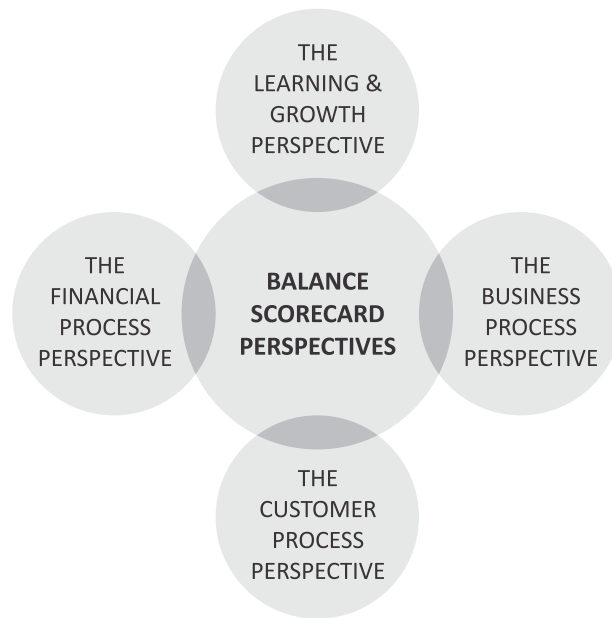 THE
LEARNING &
GROWTH
PERSPECTIVE
THE
FINANCIAL
PROCESS
PERSPECTIVE
BALANCE
SCORECARD
PERSPECTIVES
THE
BUSINESS
PROCESS
PERSPECTIVE
THE
CUSTOMER
PROCESS
PERSPECTIVE